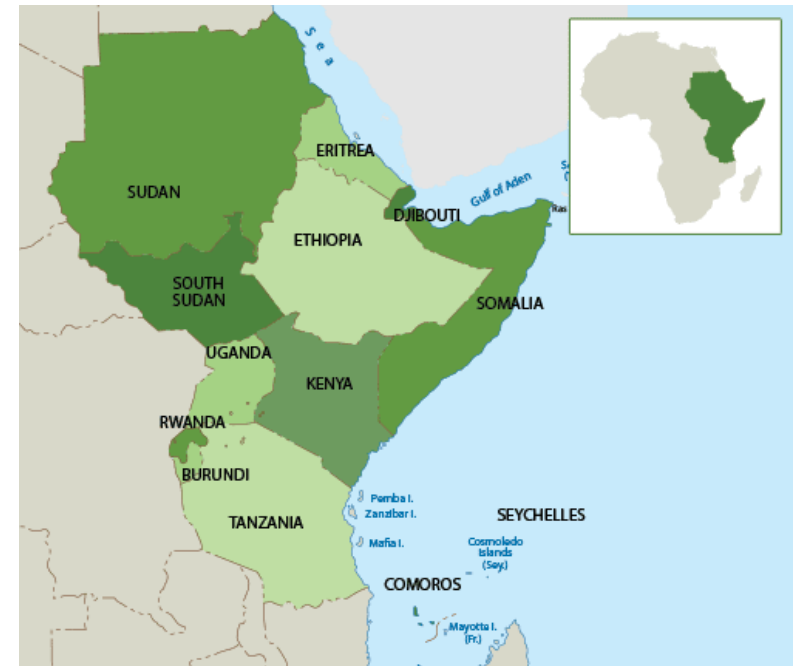 Sea
ERITREA
SUDAN
Gulf of Aden
DJIBOUTI
Ras
ETHIOPIA
SOUTH
SUDAN
SOMALIA
UGANDA
KENYA
RWANDA
BURUNDI
Pemba I.
Zanzibar I.
TANZANIA
SEYCHELLES
Mafia I.
Cosmoledo
Islands
(Sey.)
COMOROS
Mayotte I.
(Fr.)